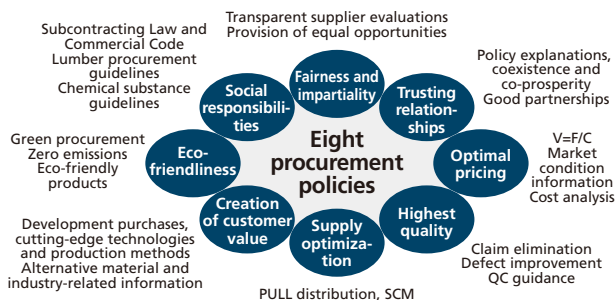 Transparent supplier evaluations
Provision of equal opportunities
Fairness and
impartiality
Policy explanations,
coexistence and
co-prosperity
Good partnerships
Trusting
relation-
ships
V=F/C
Market
condition
information
Cost analysis
Optimal
pricing
Claim elimination
Defect improvement
QC guidance
Highest
quality
PULL distribution, SCM
Supply
optimiza-
tion
Development purchases,
cutting-edge technologies
and production methods
Alternative material and
industry-related information
Creation of
customer
value
Green procurement
Zero emissions
Eco-friendly
products
Eco-
friendliness
Subcontracting Law and
Commercial Code
Lumber procurement
guidelines
Chemical substance
guidelines
Social
responsibili-
ties
Eight
procurement
policies